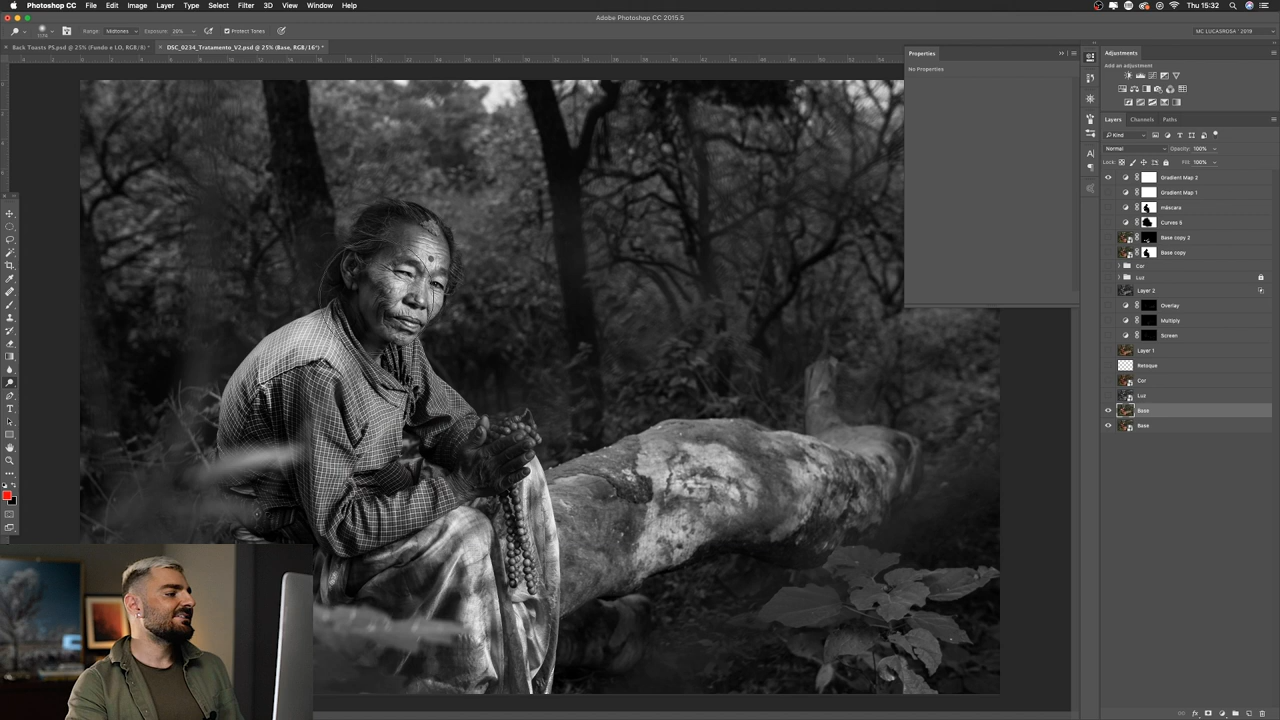 Photoshop CC File Edit Image Layer Type Select Filter 3D View Window Help Thu 15:32
Adobe Photoshop CC 2015.5
Range: Midtones Exposure: 20% Protect Tones MC LUCASROSA ' 2019
Back Toasts PS.psd @ 25% (Fundo e LO, RGB/8) * DSC_0234_Tratamento_V2.psd @ 25% (Base, RGB/16*) *
Properties
No Properties
Adjustments
Add an adjustment
Layers Channels Paths
Kind
Normal Opacity: 100%
Lock: Fill: 100%
Gradient Map 2
Gradient Map 1
máscara
Curves 5
Base copy 2
Base copy
Cor
Luz
Layer 2
Overlay
Multiply
Screen
Layer 1
Retoque
Cor
Luz
Base
Base